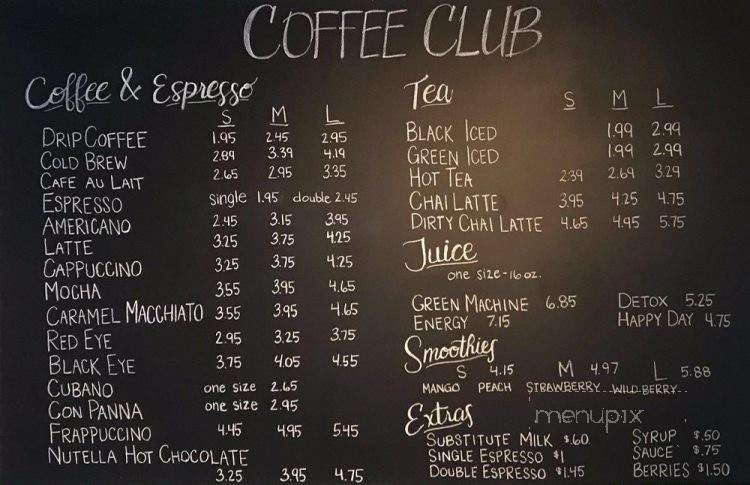 COFFEE CLUB
Coffee & Espresso
S M L
DRIP COFFEE 1.95 2.45 2.95
COLD BREW 2.89 3.39 4.19
CAFE AU LAIT 2.65 2.95 3.35
ESPRESSO single 1.95 double 2.45
AMERICANO 2.45 3.15 3.95
LATTE 3.25 3.75 4.25
CAPPUCCINO 3.25 3.75 4.25
MOCHA 3.55 3.95 4.65
CARAMEL MACCHIATO 3.55 3.95 4.65
RED EYE 2.95 3.25 3.75
BLACK EYE 3.75 4.05 4.55
CUBANO one size 2.65
CON PANNA one size 2.95
FRAPPUCCINO 4.45 4.95 5.45
NUTELLA HOT CHOCOLATE
3.25 3.95 4.75
Tea
S M L
BLACK ICED 1.99 2.99
GREEN ICED 1.99 2.99
HOT TEA 2.39 2.69 3.29
CHAI LATTE 3.95 4.25 4.75
DIRTY CHAI LATTE 4.65 4.95 5.75
Juice
one size - 16 oz.
GREEN MACHINE 6.85 DETOX 5.25
ENERGY 7.15 HAPPY DAY 4.75
Smoothies
S 4.15 M 4.97 L 5.88
MANGO PEACH STRAWBERRY WILD BERRY
Extras
menupix
SUBSTITUTE MILK $.60 SYRUP $.50
SINGLE ESPRESSO $1 SAUCE $.75
DOUBLE ESPRESSO $1.45 BERRIES $1.50